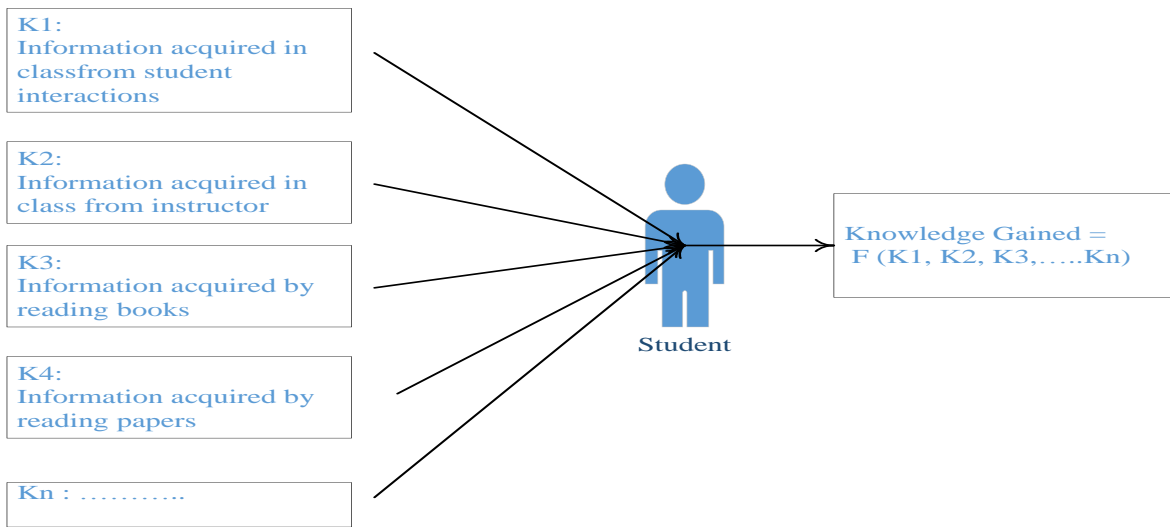 K1:
Information acquired in
classfrom student
interactions
K2:
Information acquired in
class from instructor
K3:
Information acquired by
reading books
K4:
Information acquired by
reading papers
Kn : ………..
Student
Knowledge Gained =
F (K1, K2, K3,…..Kn)